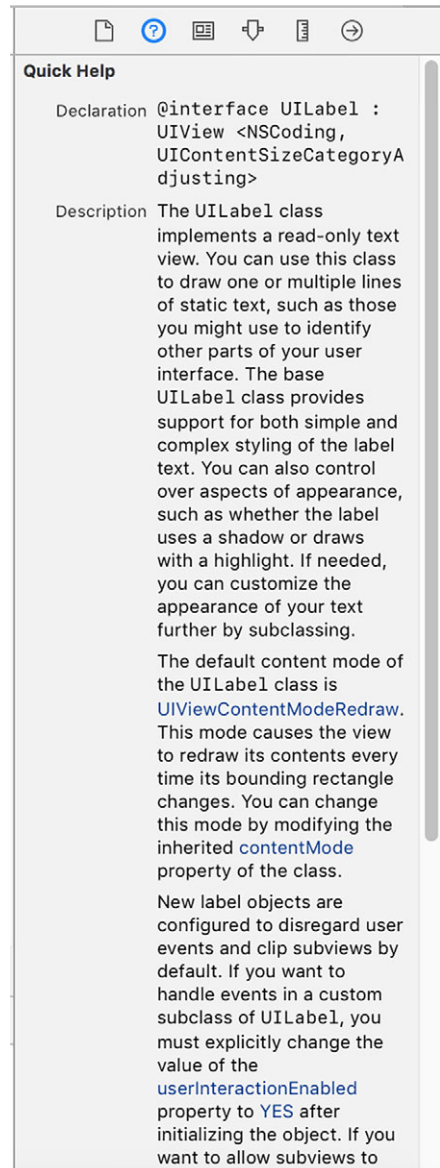 Quick Help
Declaration @interface UILabel :
UIView <NSCoding,
UIContentSizeCategoryA
djusting>
Description The UILabel class
implements a read-only text
view. You can use this class
to draw one or multiple lines
of static text, such as those
you might use to identify
other parts of your user
interface. The base
UILabel class provides
support for both simple and
complex styling of the label
text. You can also control
over aspects of appearance,
such as whether the label
uses a shadow or draws
with a highlight. If needed,
you can customize the
appearance of your text
further by subclassing.
The default content mode of
the UILabel class is
UIViewContentModeRedraw.
This mode causes the view
to redraw its contents every
time its bounding rectangle
changes. You can change
this mode by modifying the
inherited contentMode
property of the class.
New label objects are
configured to disregard user
events and clip subviews by
default. If you want to
handle events in a custom
subclass of UILabel, you
must explicitly change the
value of the
userInteractionEnabled
property to YES after
initializing the object. If you
want to allow subviews to